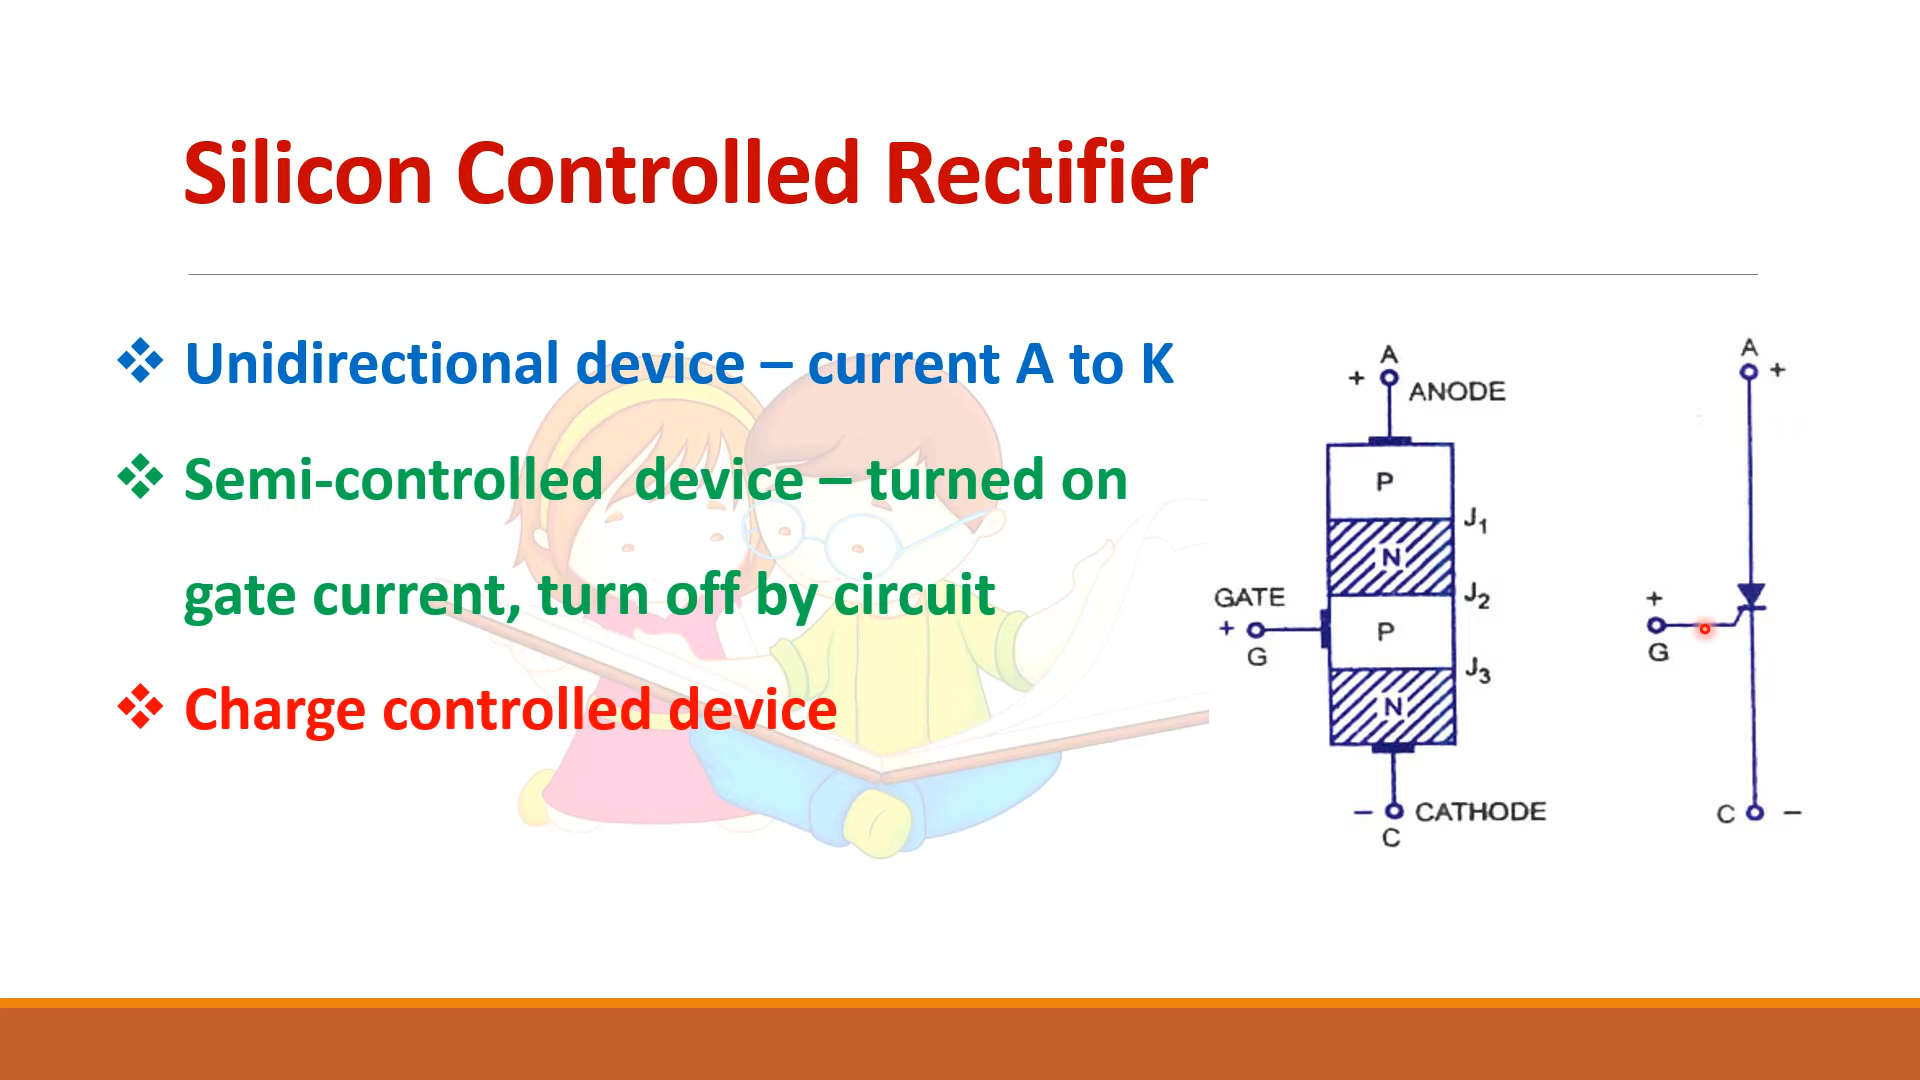 Silicon Controlled Rectifier
❖ Unidirectional device – current A to K
❖ Semi-controlled device – turned on
gate current, turn off by circuit
❖ Charge controlled device
A
+ ANODE
P
J1
N
J2
GATE
+
G
P
J3
N
– CATHODE
C
A
+
+
G
C –